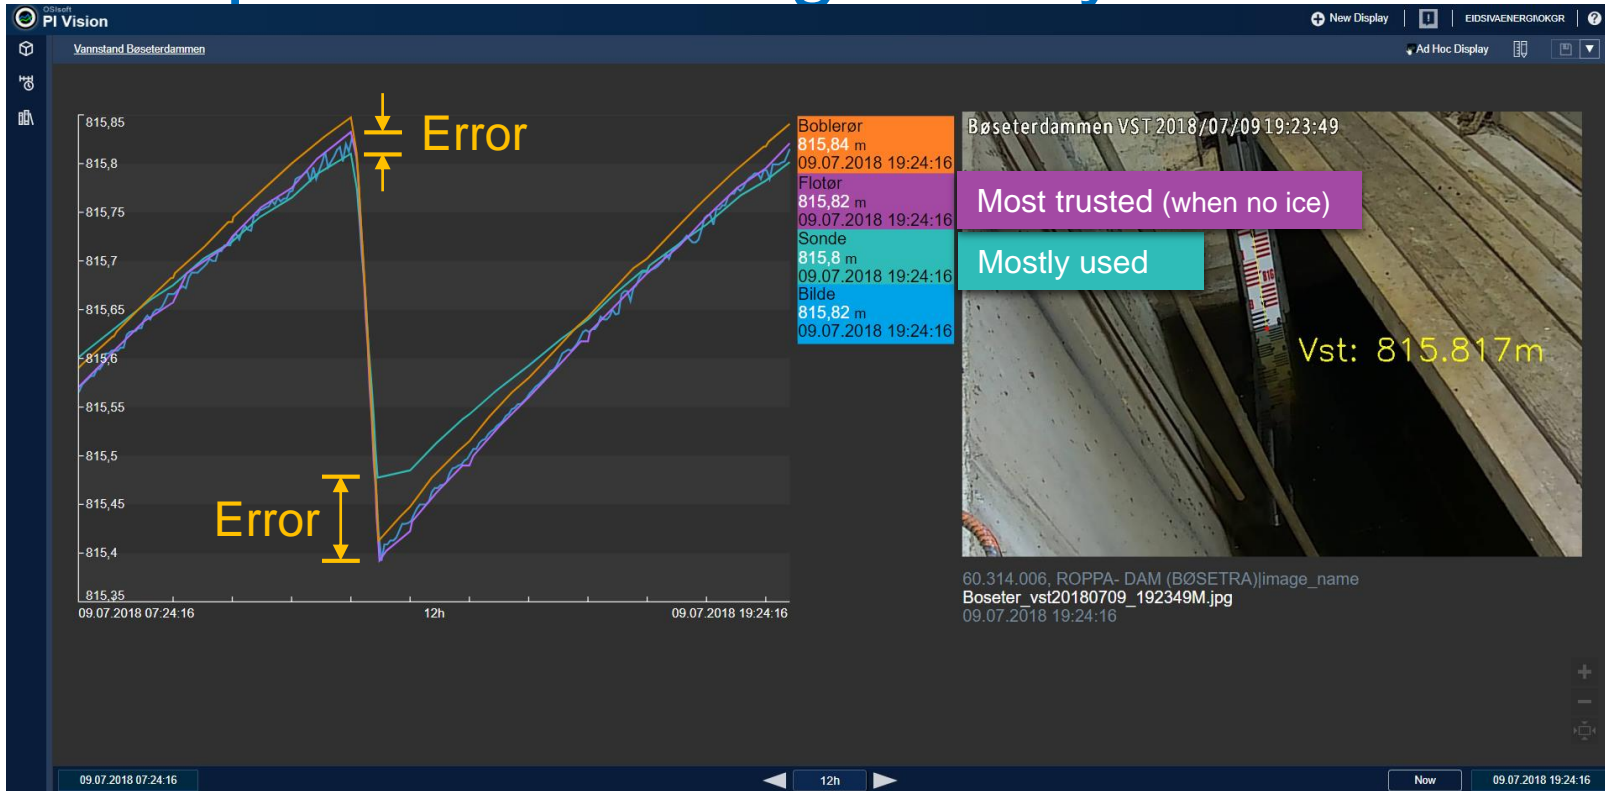 OSIsoft
PI Vision
New Display
EIDSIVAENERGI\OKGR
Vannstand Bøseterdammen
Ad Hoc Display
815,85
815,8
815,75
815,7
815,65
815,6
815,55
815,5
815,45
815,4
815,35
09.07.2018 07:24:16
12h
09.07.2018 19:24:16
Error
Error
Boblerør
815,84 m
09.07.2018 19:24:16
Flotør
815,82 m
09.07.2018 19:24:16
Sonde
815,8 m
09.07.2018 19:24:16
Bilde
815,82 m
09.07.2018 19:24:16
Most trusted (when no ice)
Mostly used
Bøseterdammen VST 2018/07/09 19:23:49
816
Vst: 815.817m
60.314.006, ROPPA- DAM (BØSETRA)|image_name
Boseter_vst20180709_192349M.jpg
09.07.2018 19:24:16
09.07.2018 07:24:16
12h
Now
09.07.2018 19:24:16